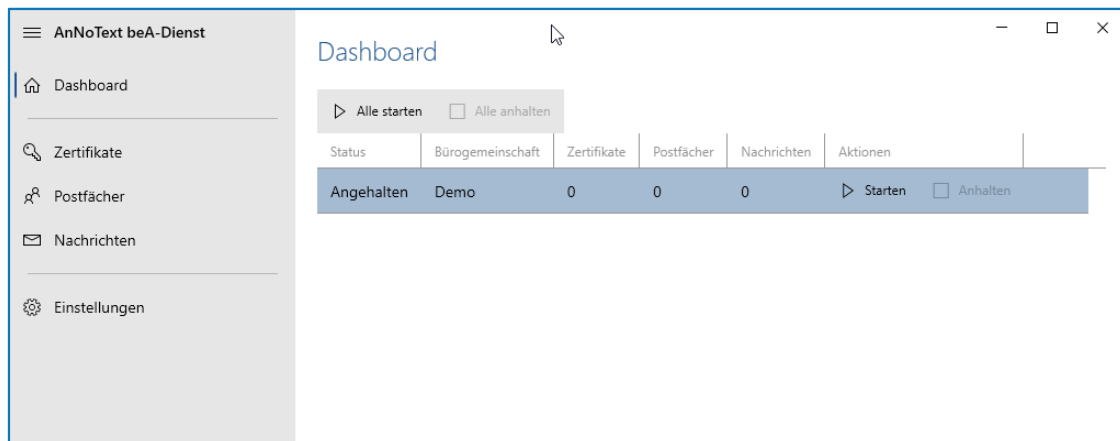 AnNoText beA-Dienst
Dashboard
Zertifikate
Postfächer
Nachrichten
Einstellungen
Dashboard
Alle starten Alle anhalten
Status Bürogemeinschaft Zertifikate Postfächer Nachrichten Aktionen
Angehalten Demo 0 0 0 Starten Anhalten